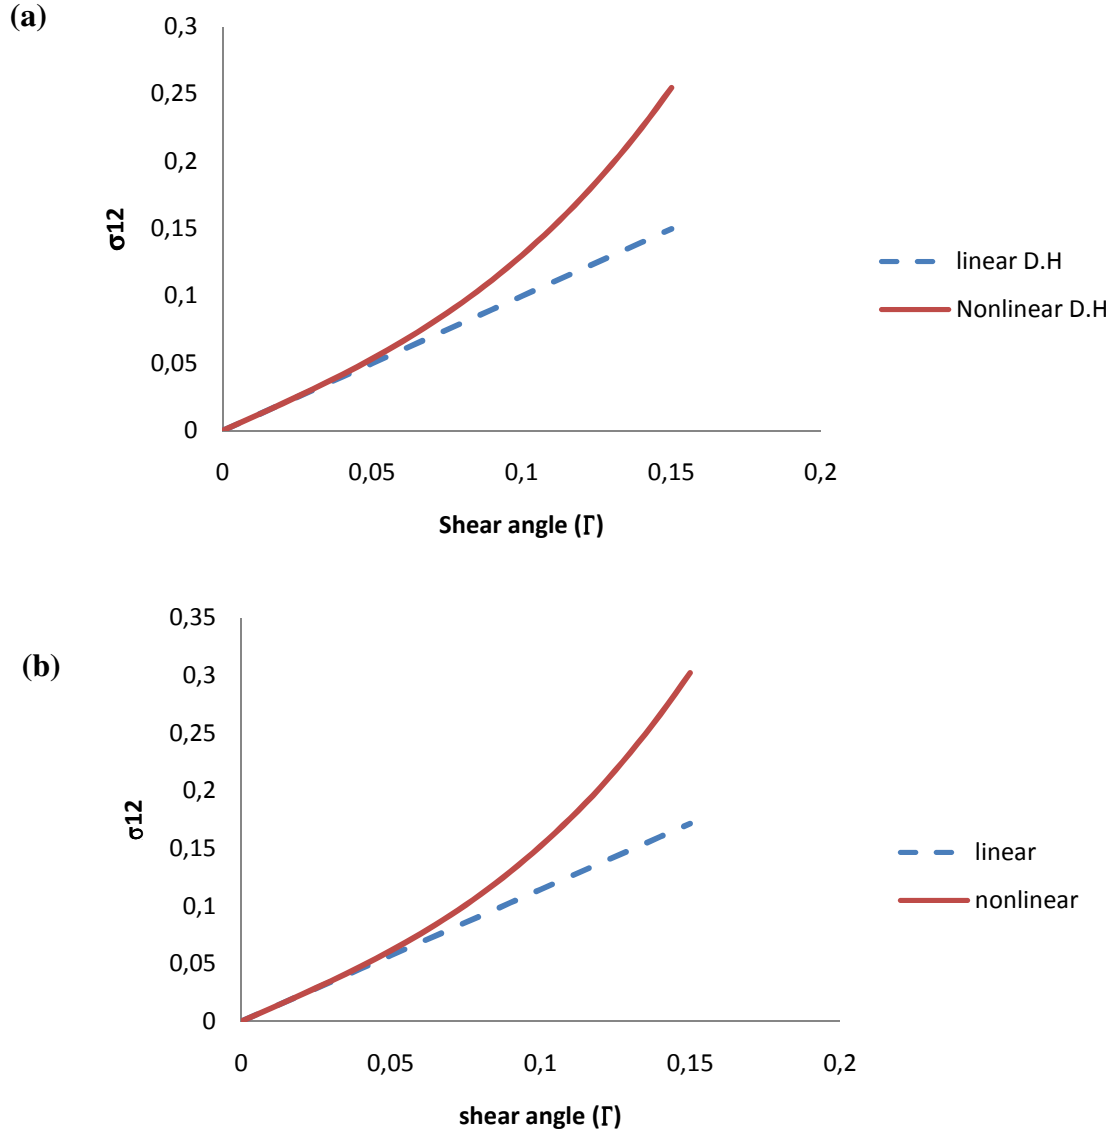 (a)
0,3
0,25
0,2
0,15
0,1
0,05
0
σ12
0 0,05 0,1 0,15 0,2
Shear angle (Γ)
linear D.H
Nonlinear D.H
(b)
0,35
0,3
0,25
0,2
0,15
0,1
0,05
0
σ12
0 0,05 0,1 0,15 0,2
shear angle (Γ)
linear
nonlinear